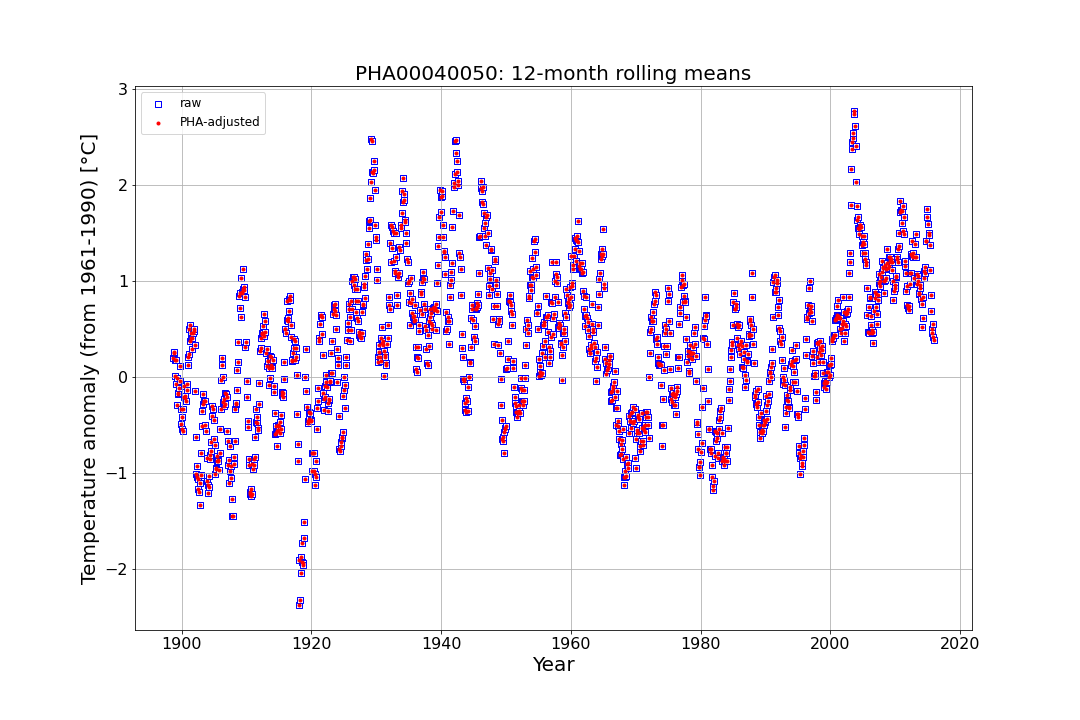 PHA00040050: 12-month rolling means
raw
PHA-adjusted
Temperature anomaly (from 1961-1990) [°C]
3
2
1
0
−1
−2
1900 1920 1940 1960 1980 2000 2020
Year